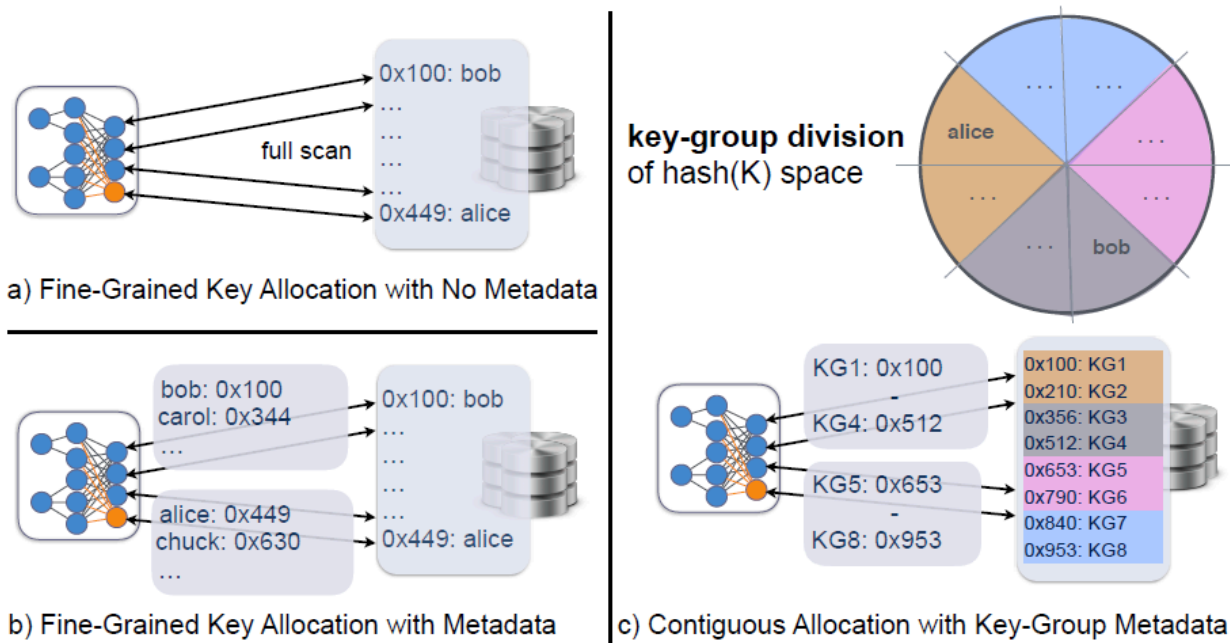 0x100: bob
...
...
full scan
...
...
0x449: alice
a) Fine-Grained Key Allocation with No Metadata
bob: 0x100
carol: 0x344
...
alice: 0x449
chuck: 0x630
...
0x100: bob
...
...
...
...
0x449: alice
b) Fine-Grained Key Allocation with Metadata
key-group division
of hash(K) space
... ...
alice ...
... ...
... bob
KG1: 0x100
-
KG4: 0x512
KG5: 0x653
-
KG8: 0x953
0x100: KG1
0x210: KG2
0x356: KG3
0x512: KG4
0x653: KG5
0x790: KG6
0x840: KG7
0x953: KG8
c) Contiguous Allocation with Key-Group Metadata